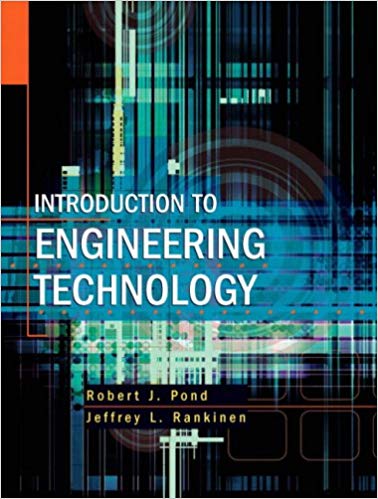 INTRODUCTION TO
ENGINEERING
TECHNOLOGY
Robert J. Pond
Jeffrey L. Rankinen